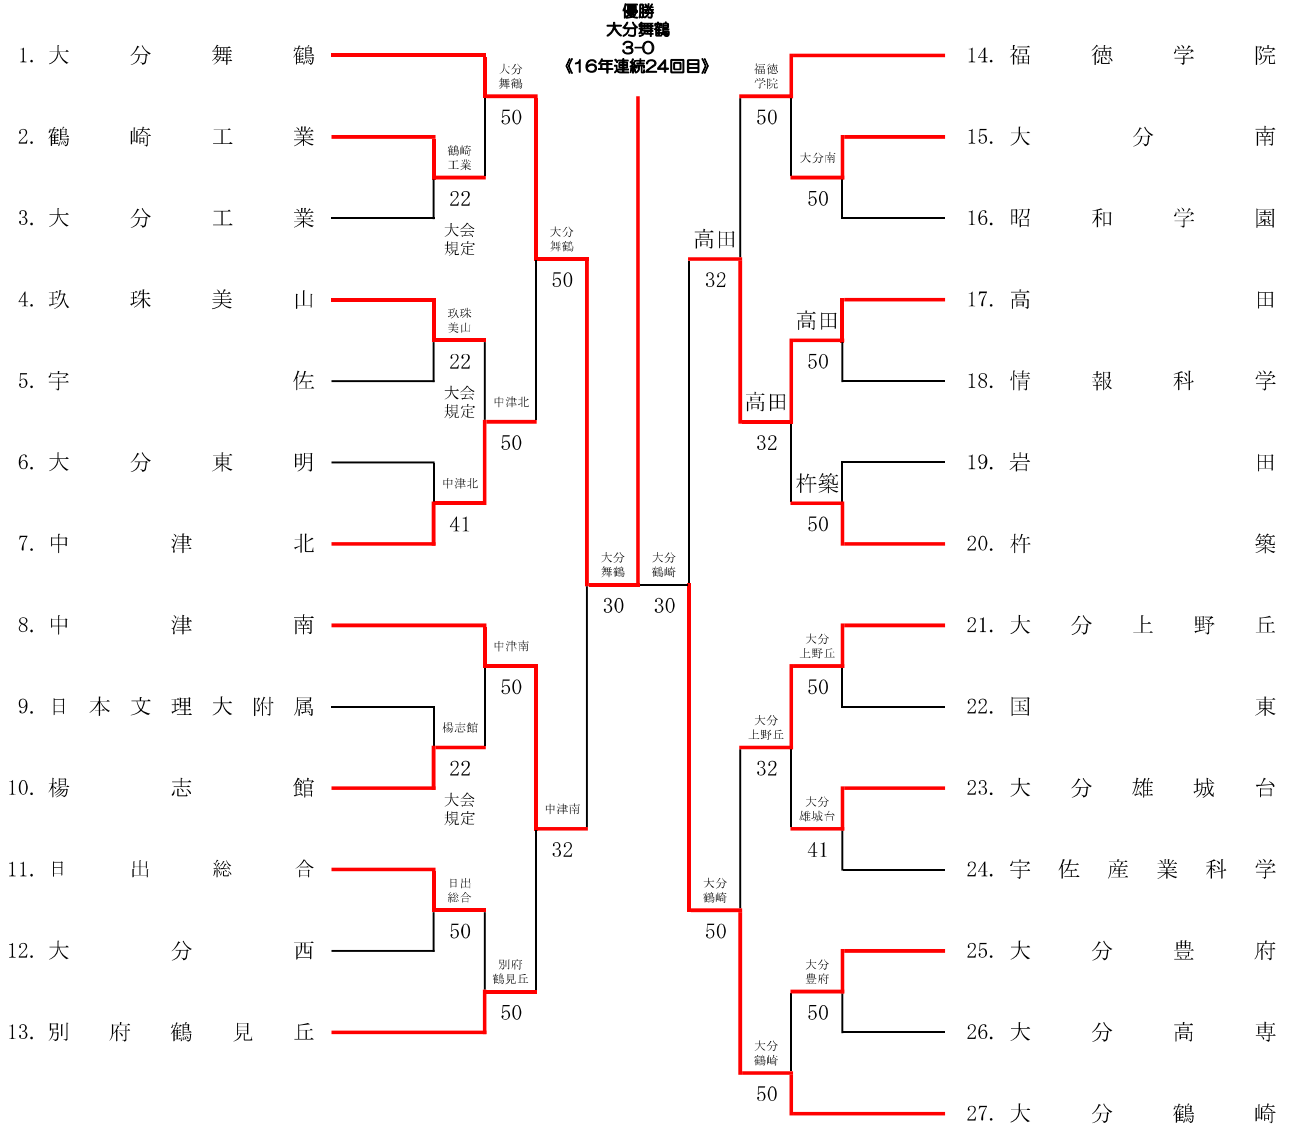 優勝
大分舞鶴
3-0
《16年連続24回目》
1. 大分舞鶴
2. 鶴崎工業
3. 大分工業
4. 玖珠美山
5. 宇佐
6. 大分東明
7. 中津北
8. 中津南
9. 日本文理大附属
10. 楊志館
11. 日出総合
12. 大分西
13. 別府鶴見丘
大分
舞鶴
50
鶴崎
工業
22
大会
規定
大分
舞鶴
50
玖珠
美山
22
大会
規定
中津北
50
中津北
41
大分
舞鶴
30
中津南
50
楊志館
22
大会
規定
中津南
32
日出
総合
50
別府
鶴見丘
50
大分
鶴崎
30
福徳
学院
50
大分南
50
高田
32
高田
50
高田
32
杵築
50
大分
上野丘
50
大分
上野丘
32
大分
雄城台
41
大分
鶴崎
50
大分
豊府
50
大分
鶴崎
50
14. 福徳学院
15. 大分南
16. 昭和学園
17. 高田
18. 情報科学
19. 岩田
20. 杵築
21. 大分上野丘
22. 国東
23. 大分雄城台
24. 宇佐産業科学
25. 大分豊府
26. 大分高専
27. 大分鶴崎